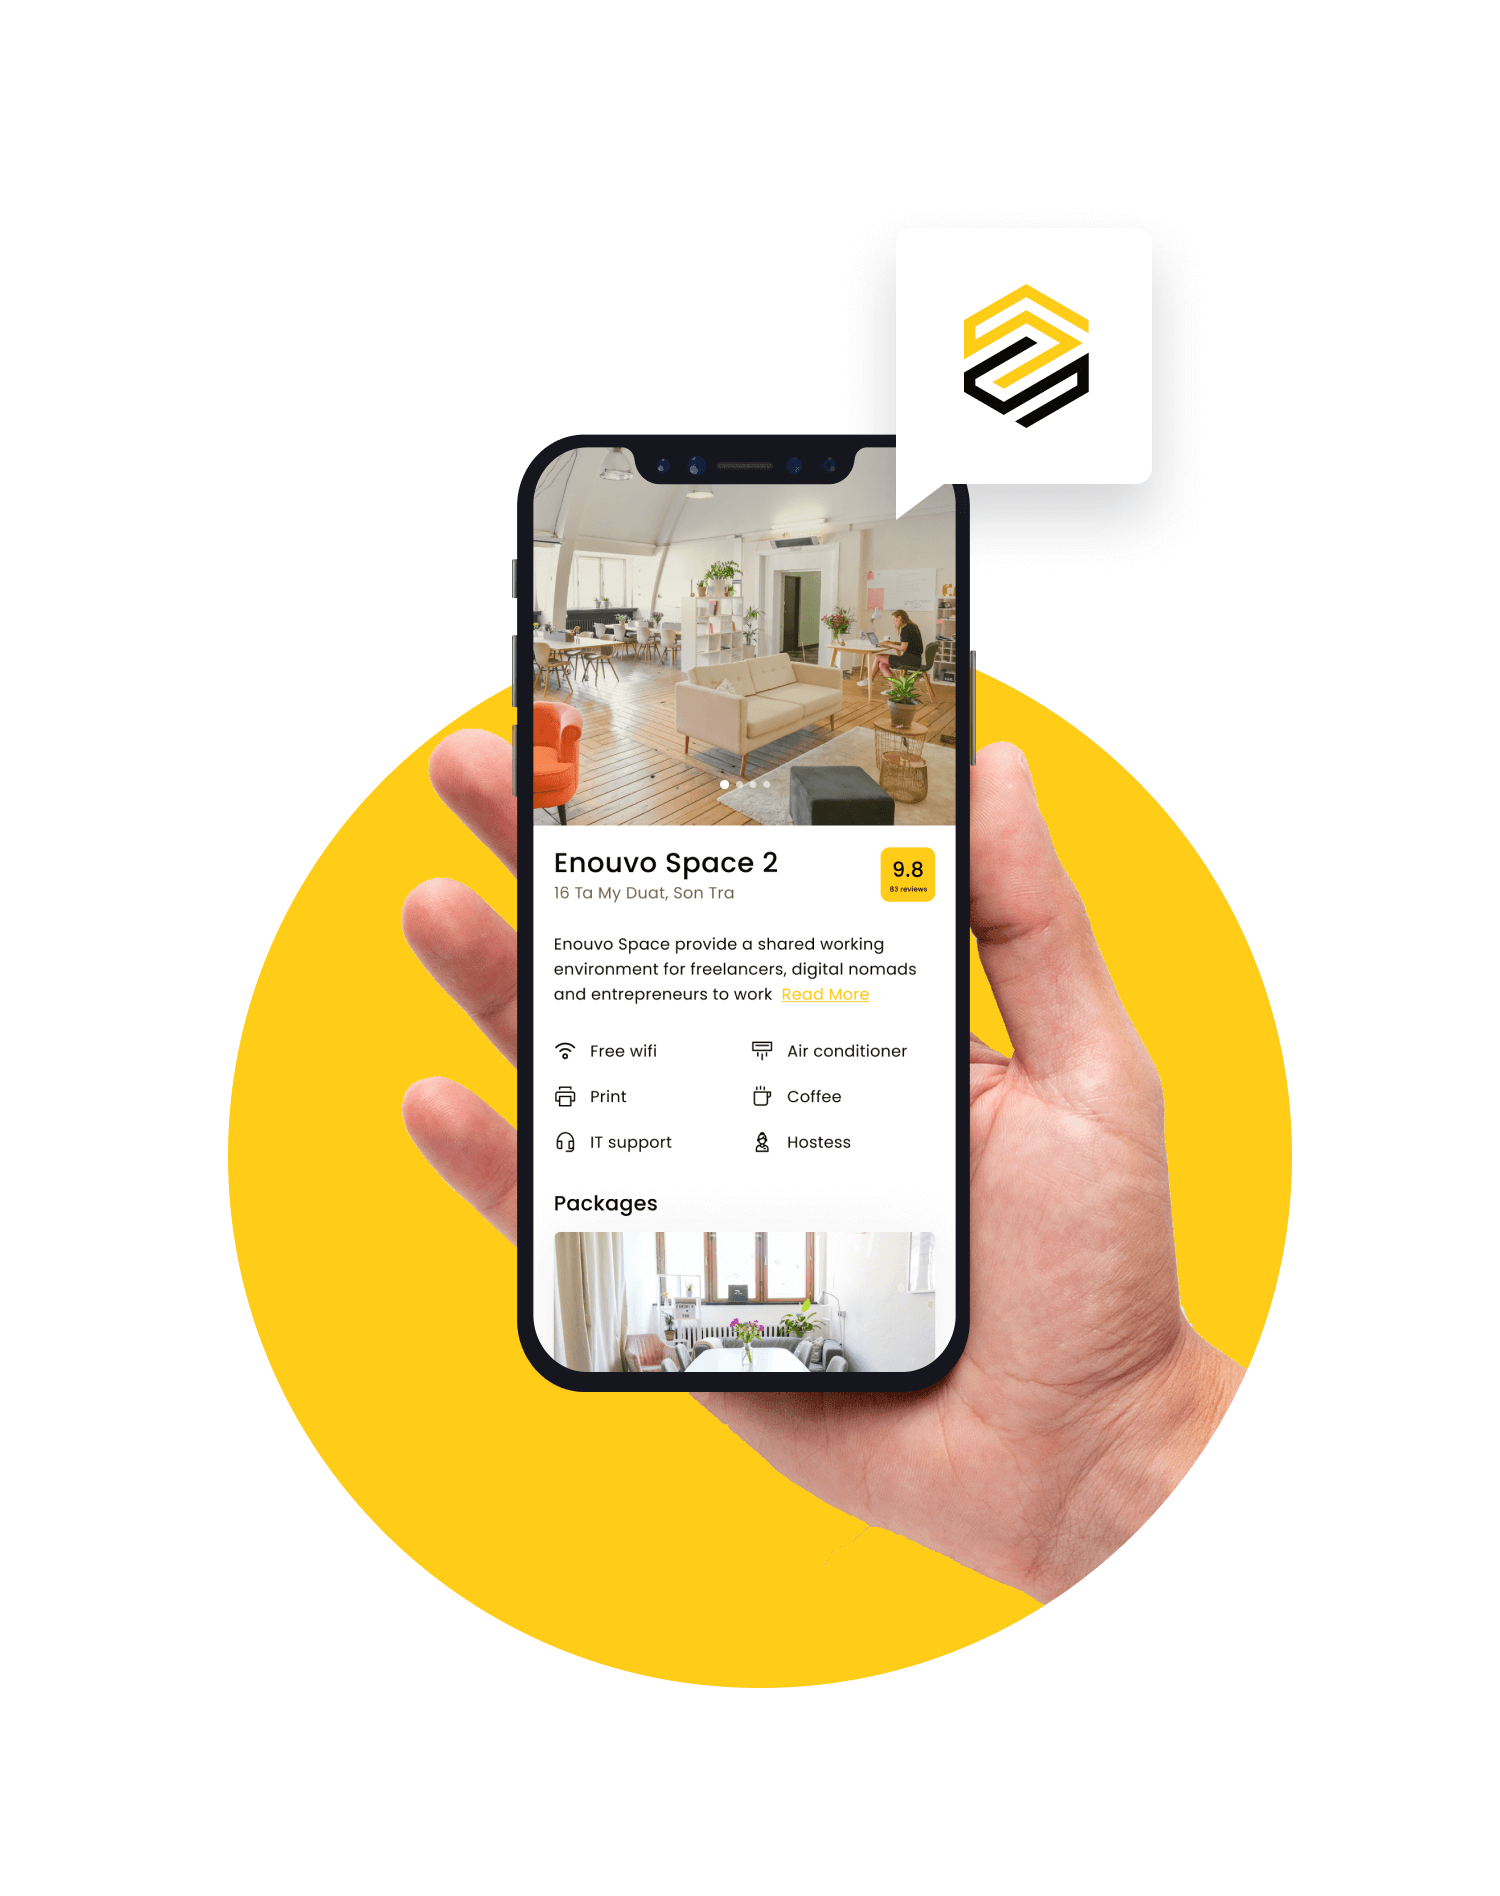 Enouvo Space 2
16 Ta My Duat, Son Tra
9.8
83 reviews
Enouvo Space provide a shared working
environment for freelancers, digital nomads
and entrepreneurs to work Read More
Free wifi
Air conditioner
Print
Coffee
IT support
Hostess
Packages